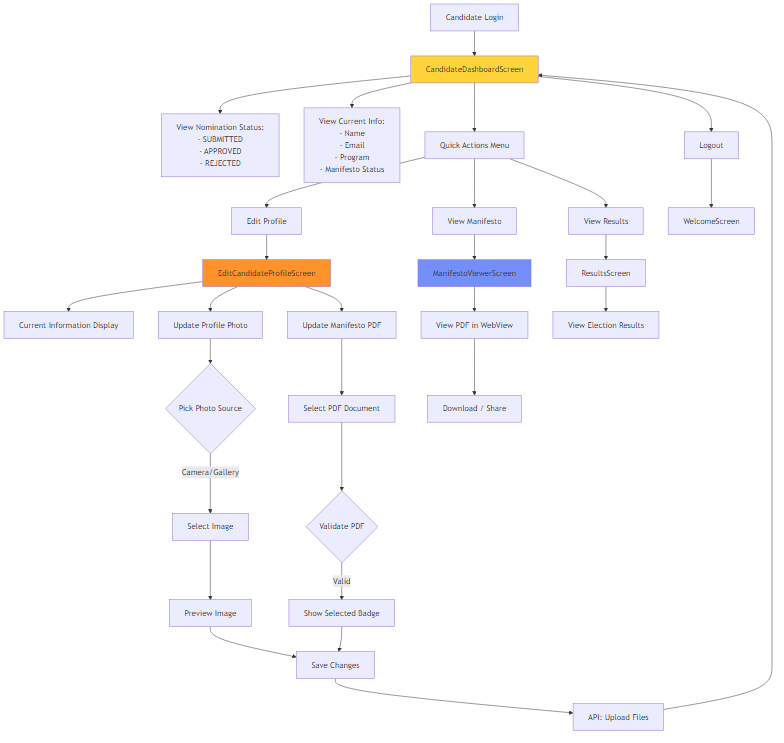 Candidate Login
CandidateDashboardScreen
View Nomination Status:
- SUBMITTED
- APPROVED
- REJECTED
View Current Info:
- Name
- Email
- Program
- Manifesto Status
Quick Actions Menu
Logout
Edit Profile
View Manifesto
View Results
WelcomeScreen
EditCandidateProfileScreen
ManifestoViewerScreen
ResultsScreen
Current Information Display
Update Profile Photo
Update Manifesto PDF
View PDF in WebView
View Election Results
Pick Photo Source
Select PDF Document
Download / Share
Camera/Gallery
Select Image
Validate PDF
Valid
Preview Image
Show Selected Badge
Save Changes
API: Upload Files